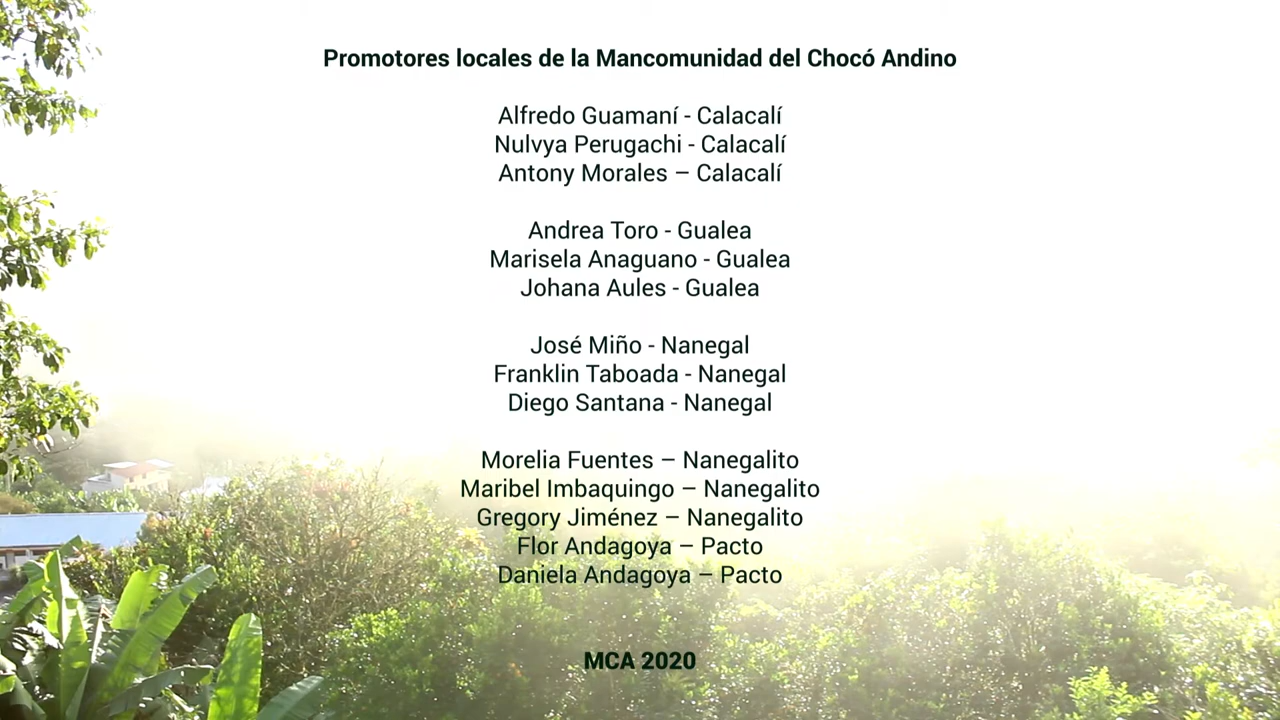 Promotores locales de la Mancomunidad del Chocó Andino
Alfredo Guamaní - Calacalí
Nulvya Perugachi - Calacalí
Antony Morales – Calacalí
Andrea Toro - Gualea
Marisela Anaguano - Gualea
Johana Aules - Gualea
José Miño - Nanegal
Franklin Taboada - Nanegal
Diego Santana - Nanegal
Morelia Fuentes – Nanegalito
Maribel Imbaquingo – Nanegalito
Gregory Jiménez – Nanegalito
Flor Andagoya – Pacto
Daniela Andagoya – Pacto
MCA 2020